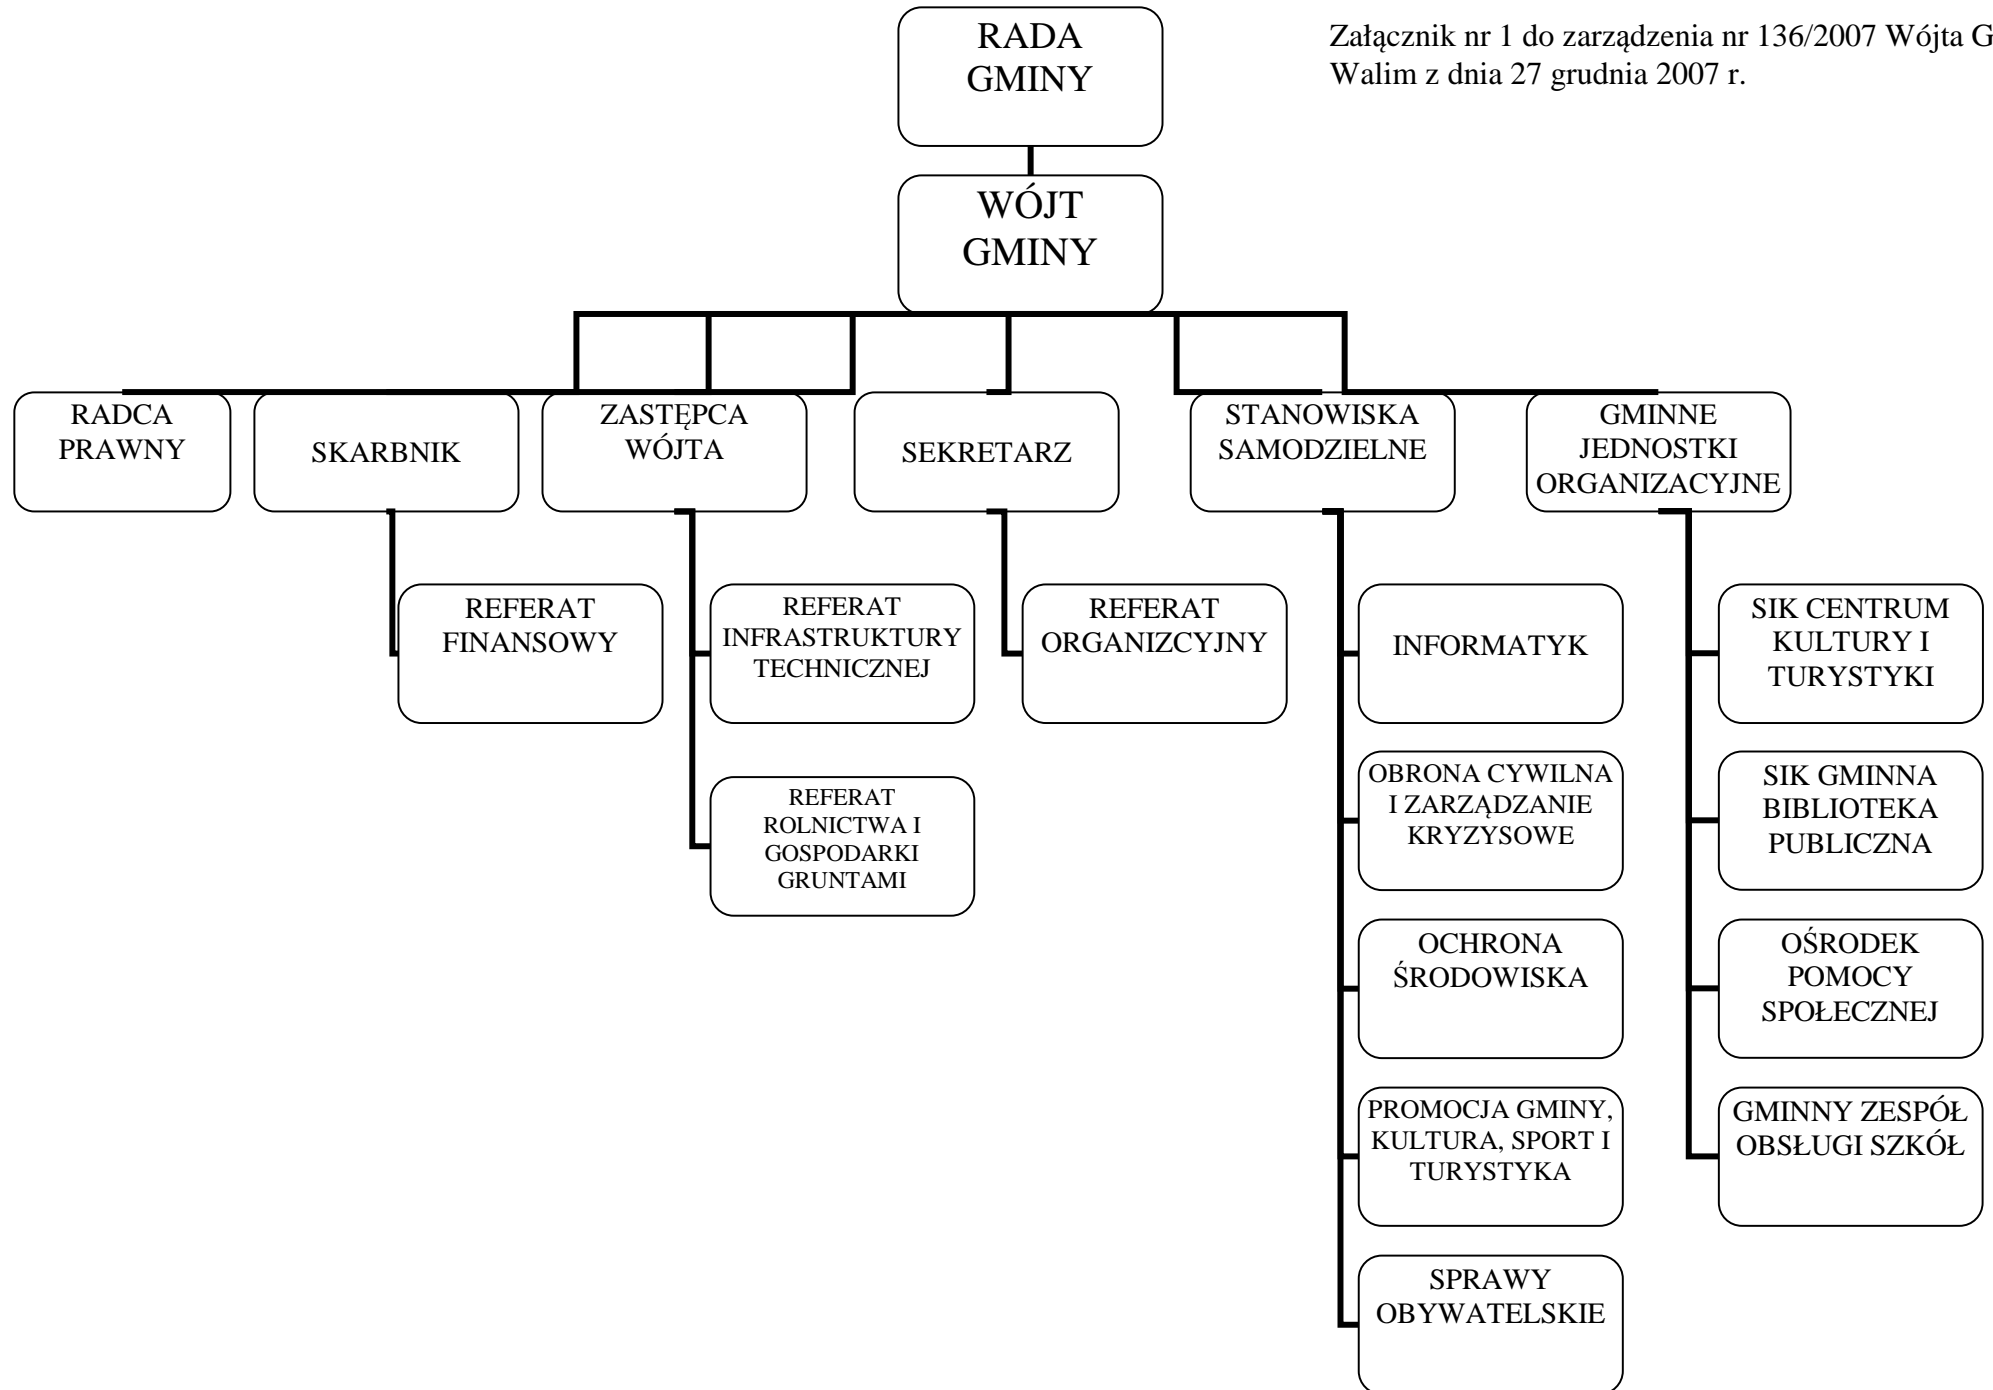 RADA
GMINY
Załącznik nr 1 do zarządzenia nr 136/2007 Wójta G
Walim z dnia 27 grudnia 2007 r.
WÓJT
GMINY
RADCA
PRAWNY
SKARBNIK
ZASTĘPCA
WÓJTA
SEKRETARZ
STANOWISKA
SAMODZIELNE
GMINNE
JEDNOSTKI
ORGANIZACYJNE
REFERAT
FINANSOWY
REFERAT
INFRASTRUKTURY
TECHNICZNEJ
REFERAT
ROLNICTWA I
GOSPODARKI
GRUNTAMI
REFERAT
ORGANIZCYJNY
INFORMATYK
OBRONA CYWILNA
I ZARZĄDZANIE
KRYZYSOWE
OCHRONA
ŚRODOWISKA
PROMOCJA GMINY,
KULTURA, SPORT I
TURYSTYKA
SPRAWY
OBYWATELSKIE
SIK CENTRUM
KULTURY I
TURYSTYKI
SIK GMINNA
BIBLIOTEKA
PUBLICZNA
OŚRODEK
POMOCY
SPOŁECZNEJ
GMINNY ZESPÓŁ
OBSŁUGI SZKÓŁ